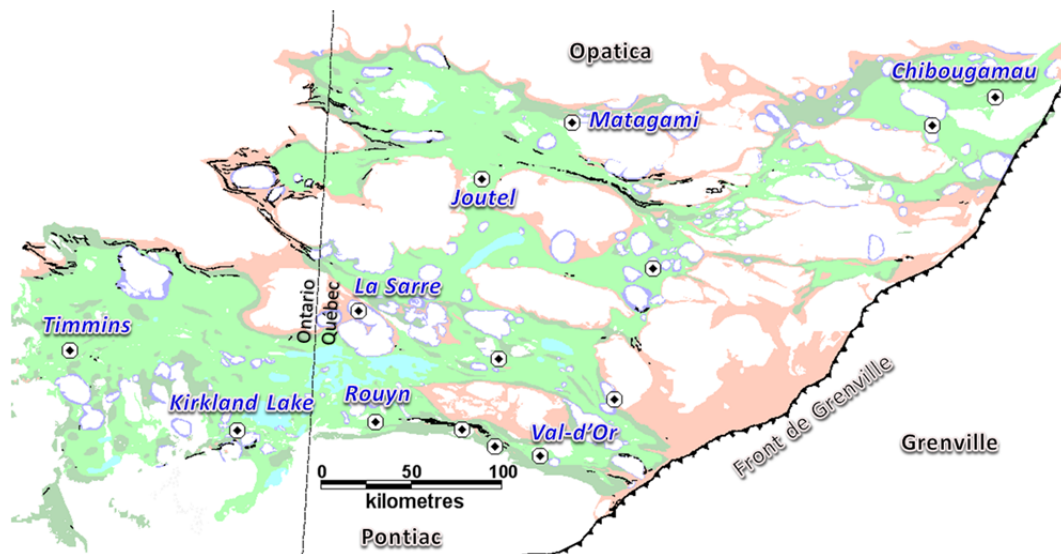 Opatica
Chibougamau
Matagami
Joutel
Ontario
Québec
La Sarre
Timmins
Kirkland Lake
Rouyn
Val-d'Or
Front de Grenville
Grenville
0 50 100
kilometres
Pontiac